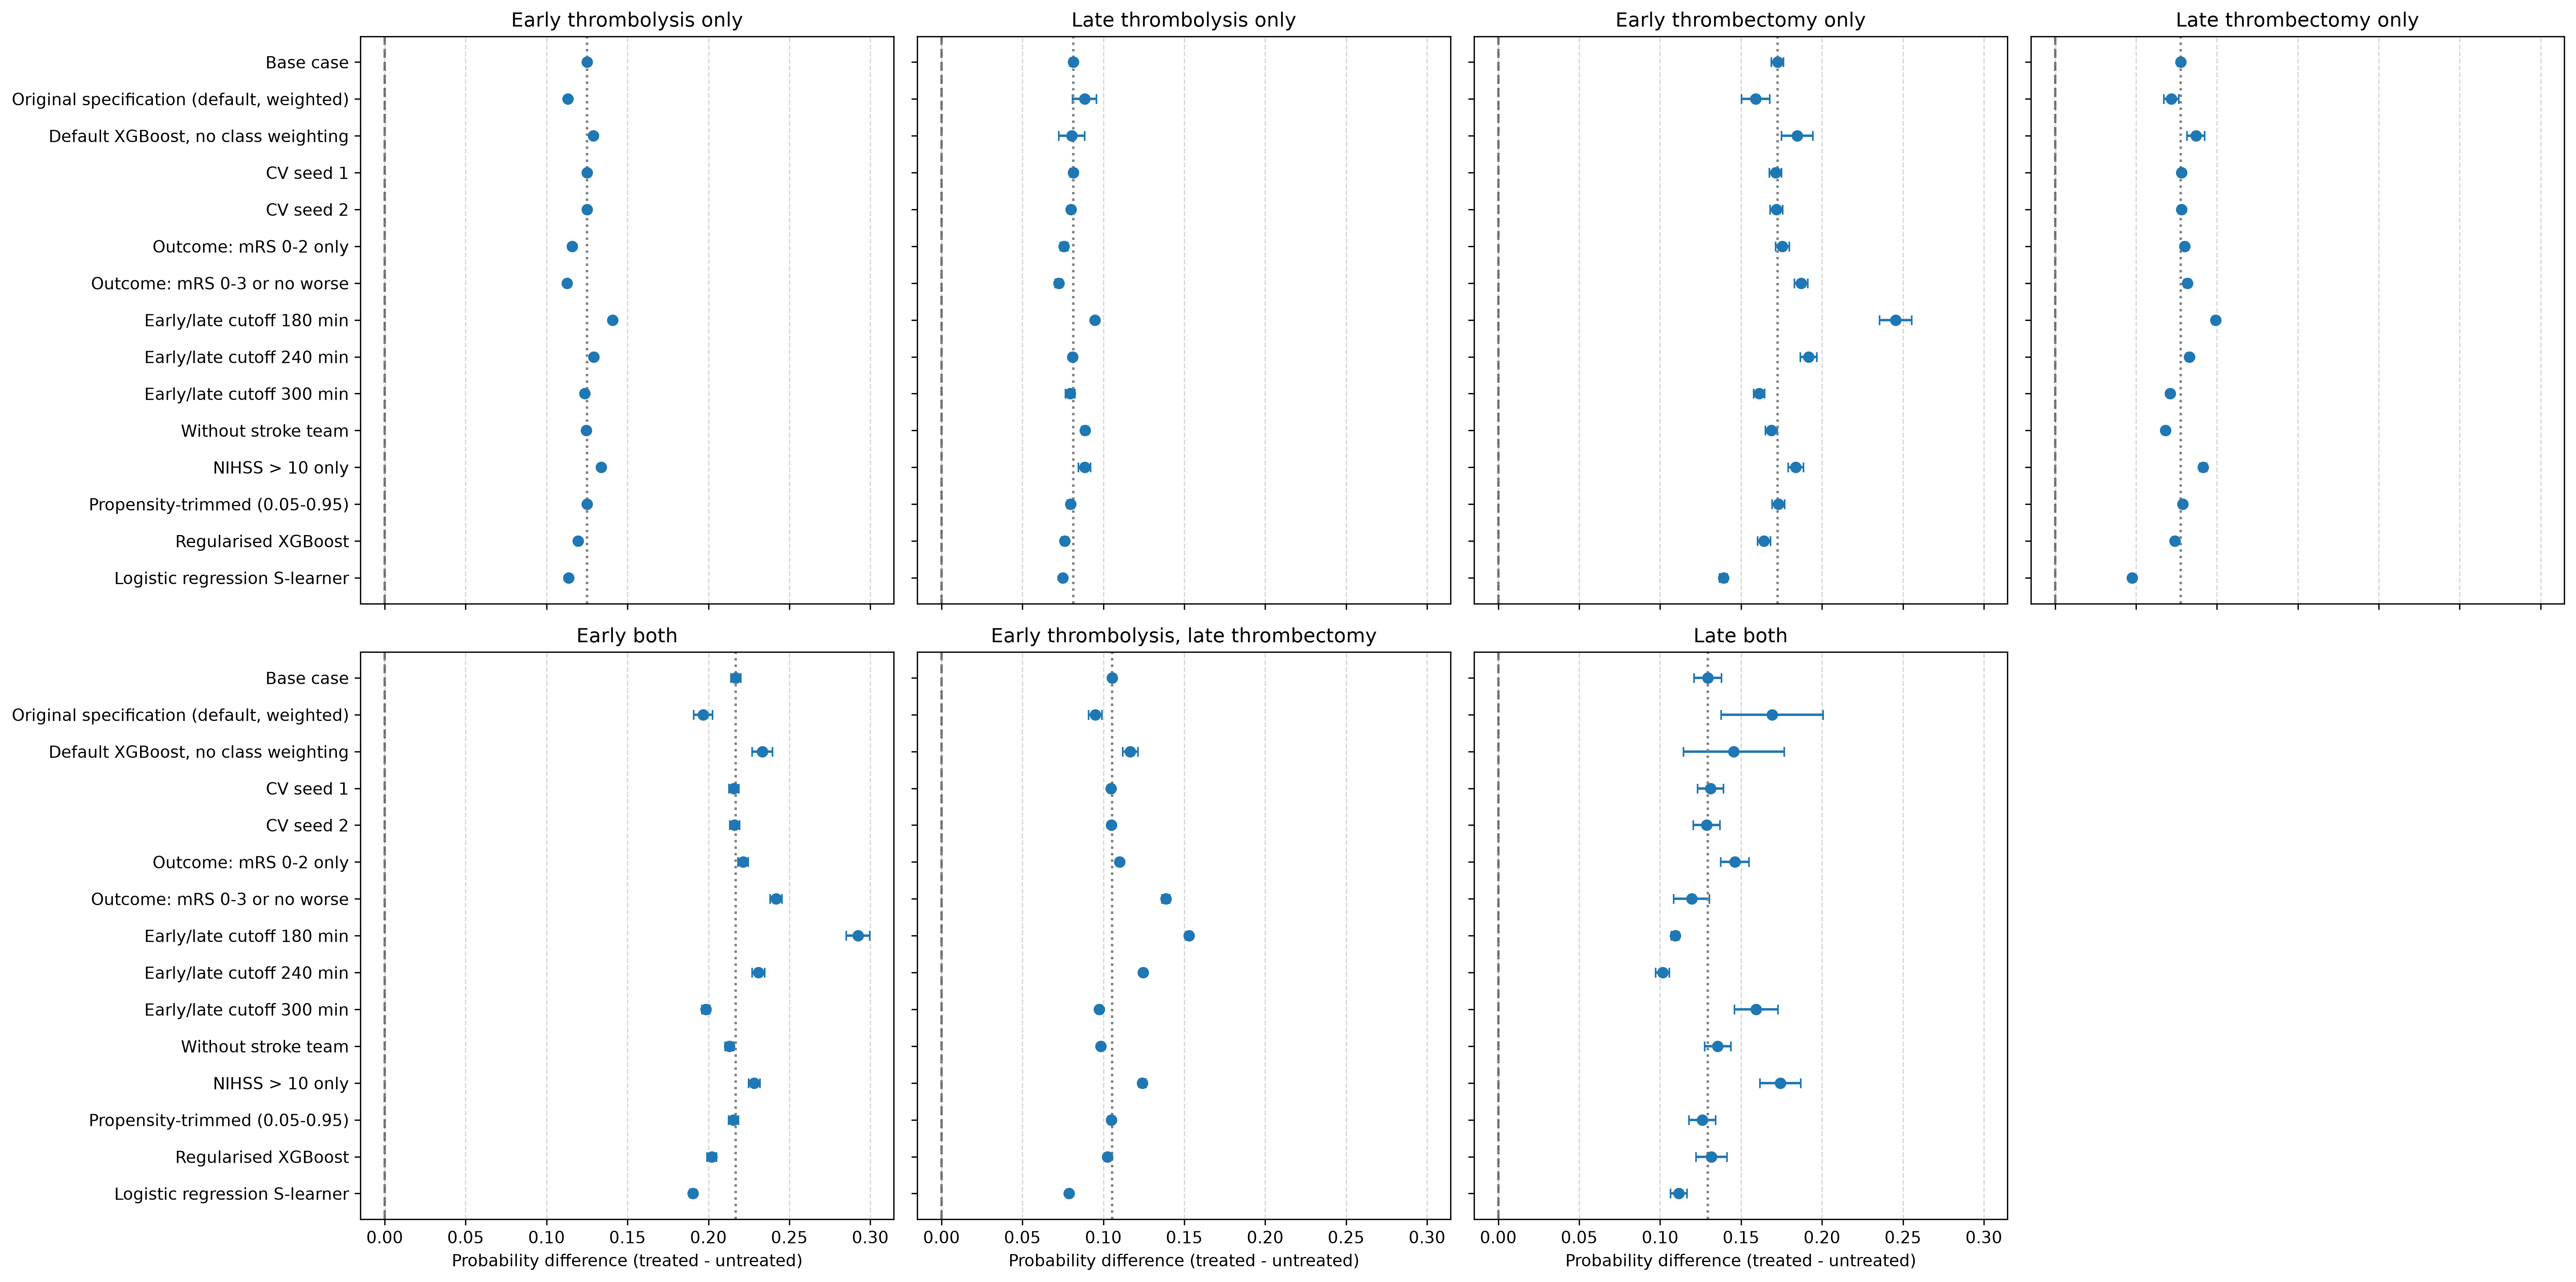 Early thrombolysis only
Late thrombolysis only
Early thrombectomy only
Late thrombectomy only
Base case
Original specification (default, weighted)
Default XGBoost, no class weighting
CV seed 1
CV seed 2
Outcome: mRS 0-2 only
Outcome: mRS 0-3 or no worse
Early/late cutoff 180 min
Early/late cutoff 240 min
Early/late cutoff 300 min
Without stroke team
NIHSS > 10 only
Propensity-trimmed (0.05-0.95)
Regularised XGBoost
Logistic regression S-learner
Early both
Early thrombolysis, late thrombectomy
Late both
Base case
Original specification (default, weighted)
Default XGBoost, no class weighting
CV seed 1
CV seed 2
Outcome: mRS 0-2 only
Outcome: mRS 0-3 or no worse
Early/late cutoff 180 min
Early/late cutoff 240 min
Early/late cutoff 300 min
Without stroke team
NIHSS > 10 only
Propensity-trimmed (0.05-0.95)
Regularised XGBoost
Logistic regression S-learner
0.00 0.05 0.10 0.15 0.20 0.25 0.30
Probability difference (treated - untreated)
0.00 0.05 0.10 0.15 0.20 0.25 0.30
Probability difference (treated - untreated)
0.00 0.05 0.10 0.15 0.20 0.25 0.30
Probability difference (treated - untreated)